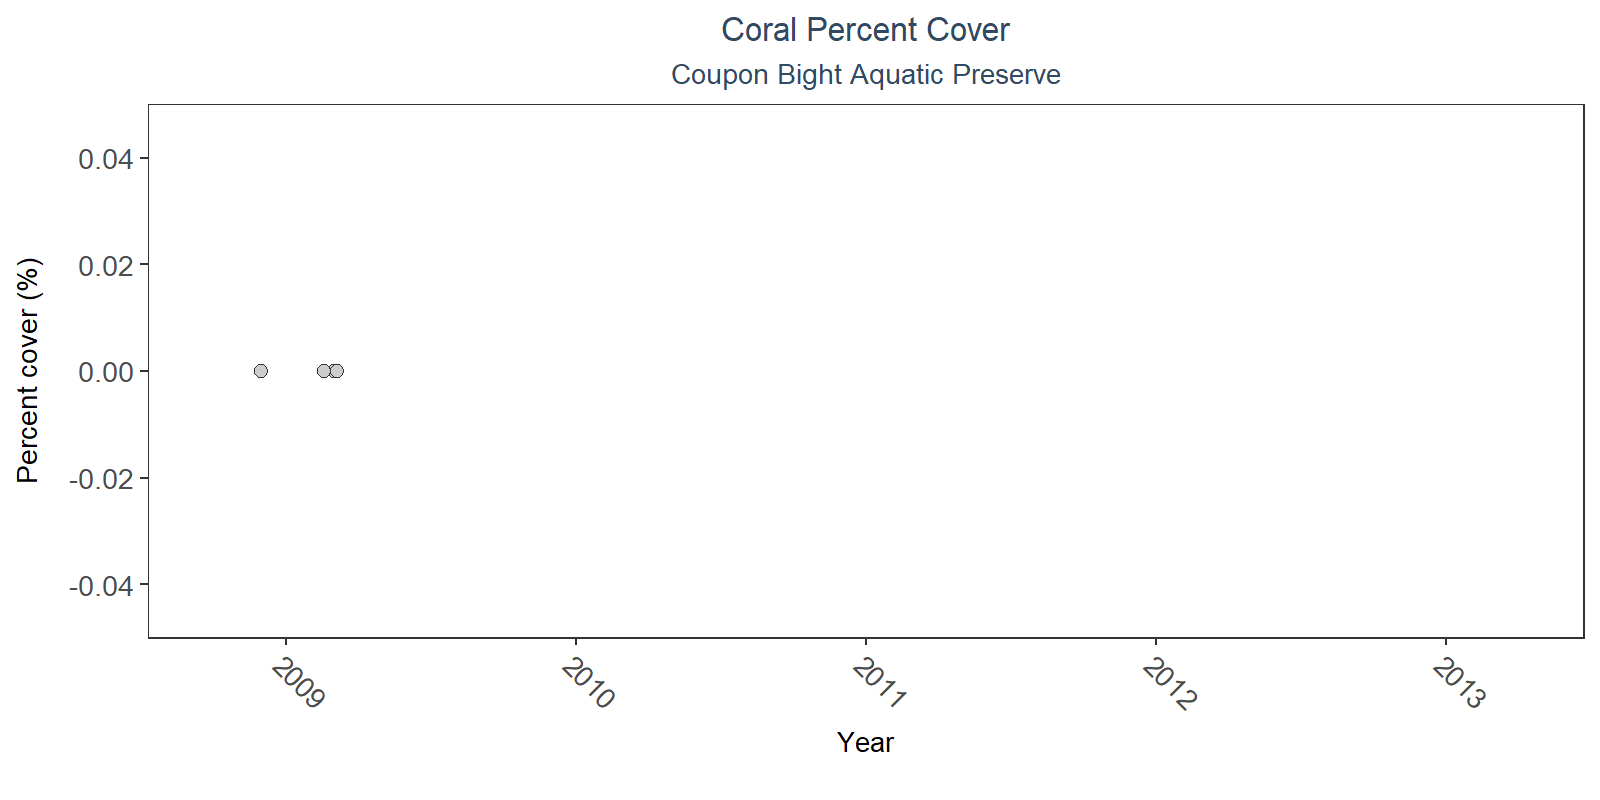 Coral Percent Cover
Coupon Bight Aquatic Preserve
Percent cover (%)
0.04
0.02
0.00
-0.02
-0.04
2009
2010
2011
2012
2013
Year